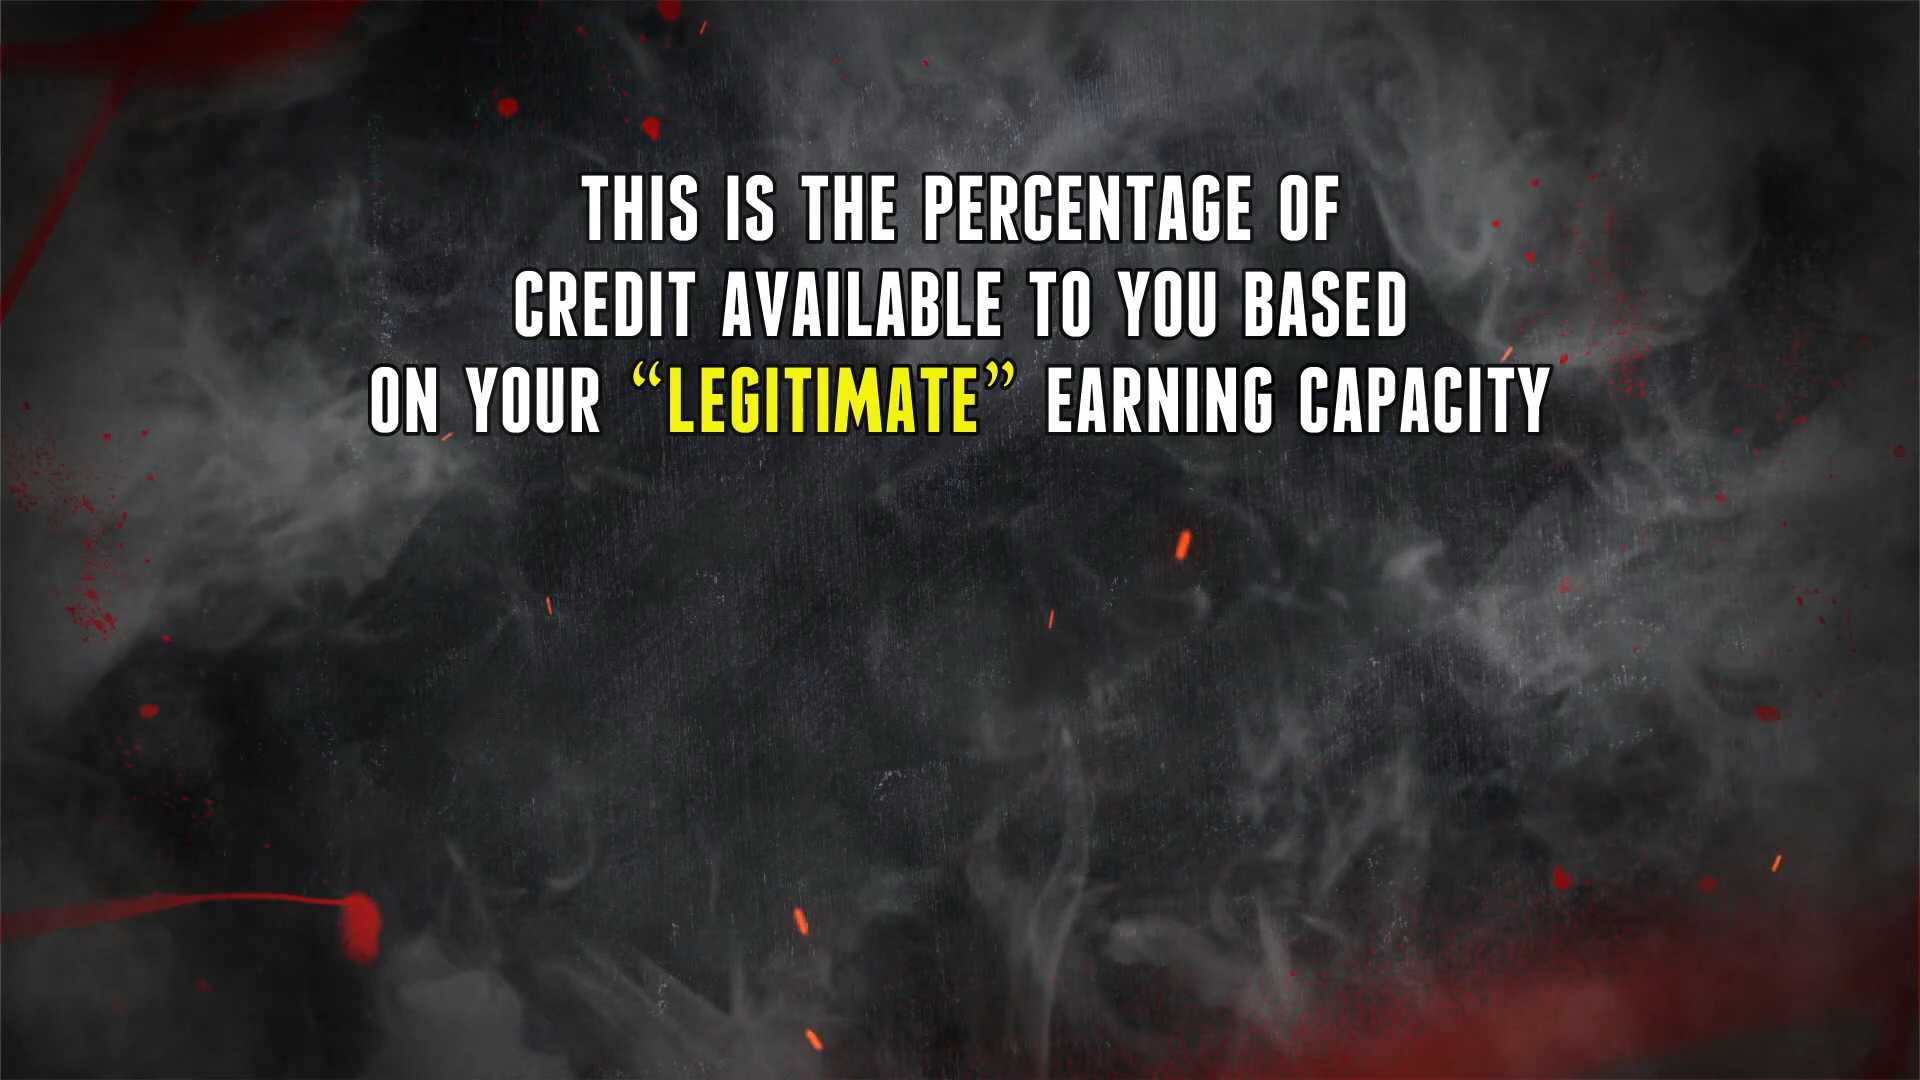 THIS IS THE PERCENTAGE OF
CREDIT AVAILABLE TO YOU BASED
ON YOUR “LEGITIMATE” EARNING CAPACITY